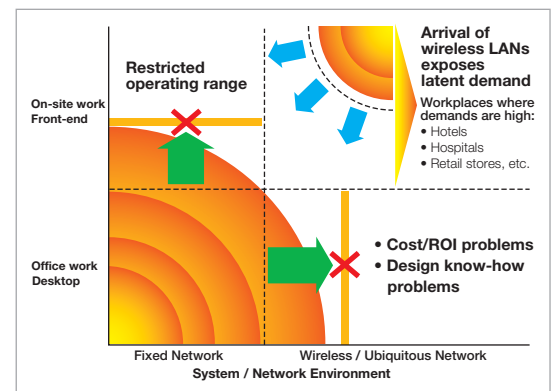 Arrival of
wireless LANs
exposes
latent demand
Workplaces where
demands are high:
• Hotels
• Hospitals
• Retail stores, etc.
Restricted
operating range
On-site work
Front-end
• Cost/ROI problems
• Design know-how
problems
Office work
Desktop
Fixed Network
Wireless / Ubiquitous Network
System / Network Environment